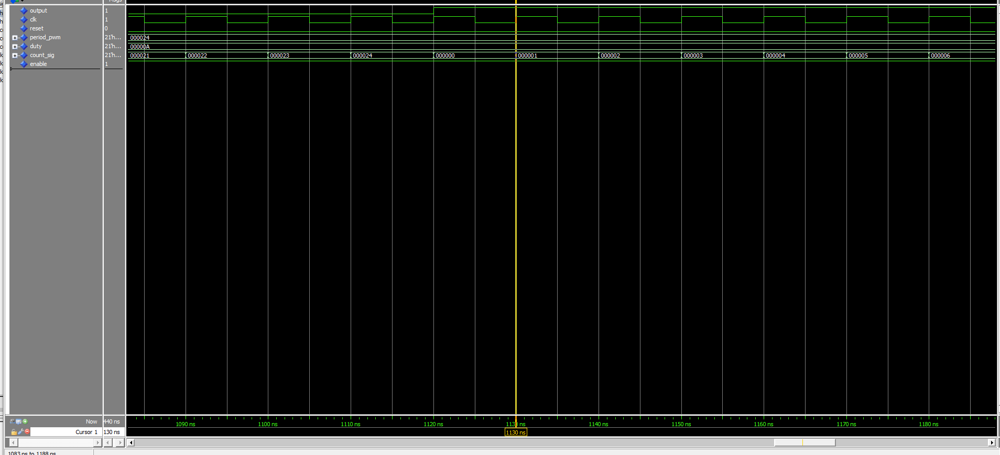 Msgs
output 1
clk 1
reset 0
period_pwm 21'h... 000024
duty 21'h... 00000A
count_sig 21'h... 000021 000022 000023 000024 000000 000001 000002 000003 000004 000005 000006
enable 1
Now 440 ns 1090 ns 1100 ns 1110 ns 1120 ns 1130 ns 1140 ns 1150 ns 1160 ns 1170 ns 1180 ns
Cursor 1 130 ns 1130 ns
1083 ns to 1188 ns